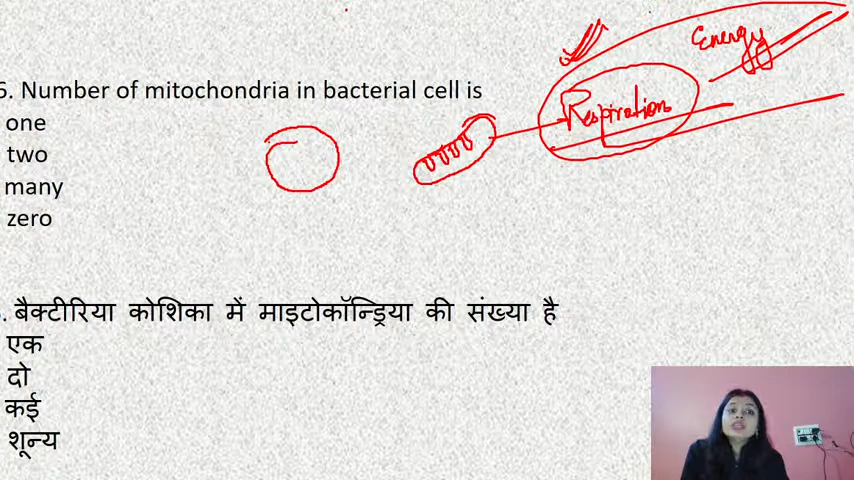 Energy
6. Number of mitochondria in bacterial cell is
Respiration
one
two
many
zero
. बैक्टीरिया कोशिका में माइटोकॉन्ड्रिया की संख्या है
एक
दो
कई
शून्य